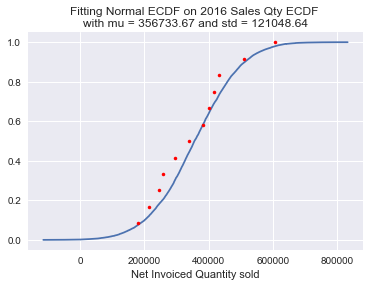 Fitting Normal ECDF on 2016 Sales Qty ECDF
with mu = 356733.67 and std = 121048.64
1.0
0.8
0.6
0.4
0.2
0.0
0 200000 400000 600000 800000
Net Invoiced Quantity sold